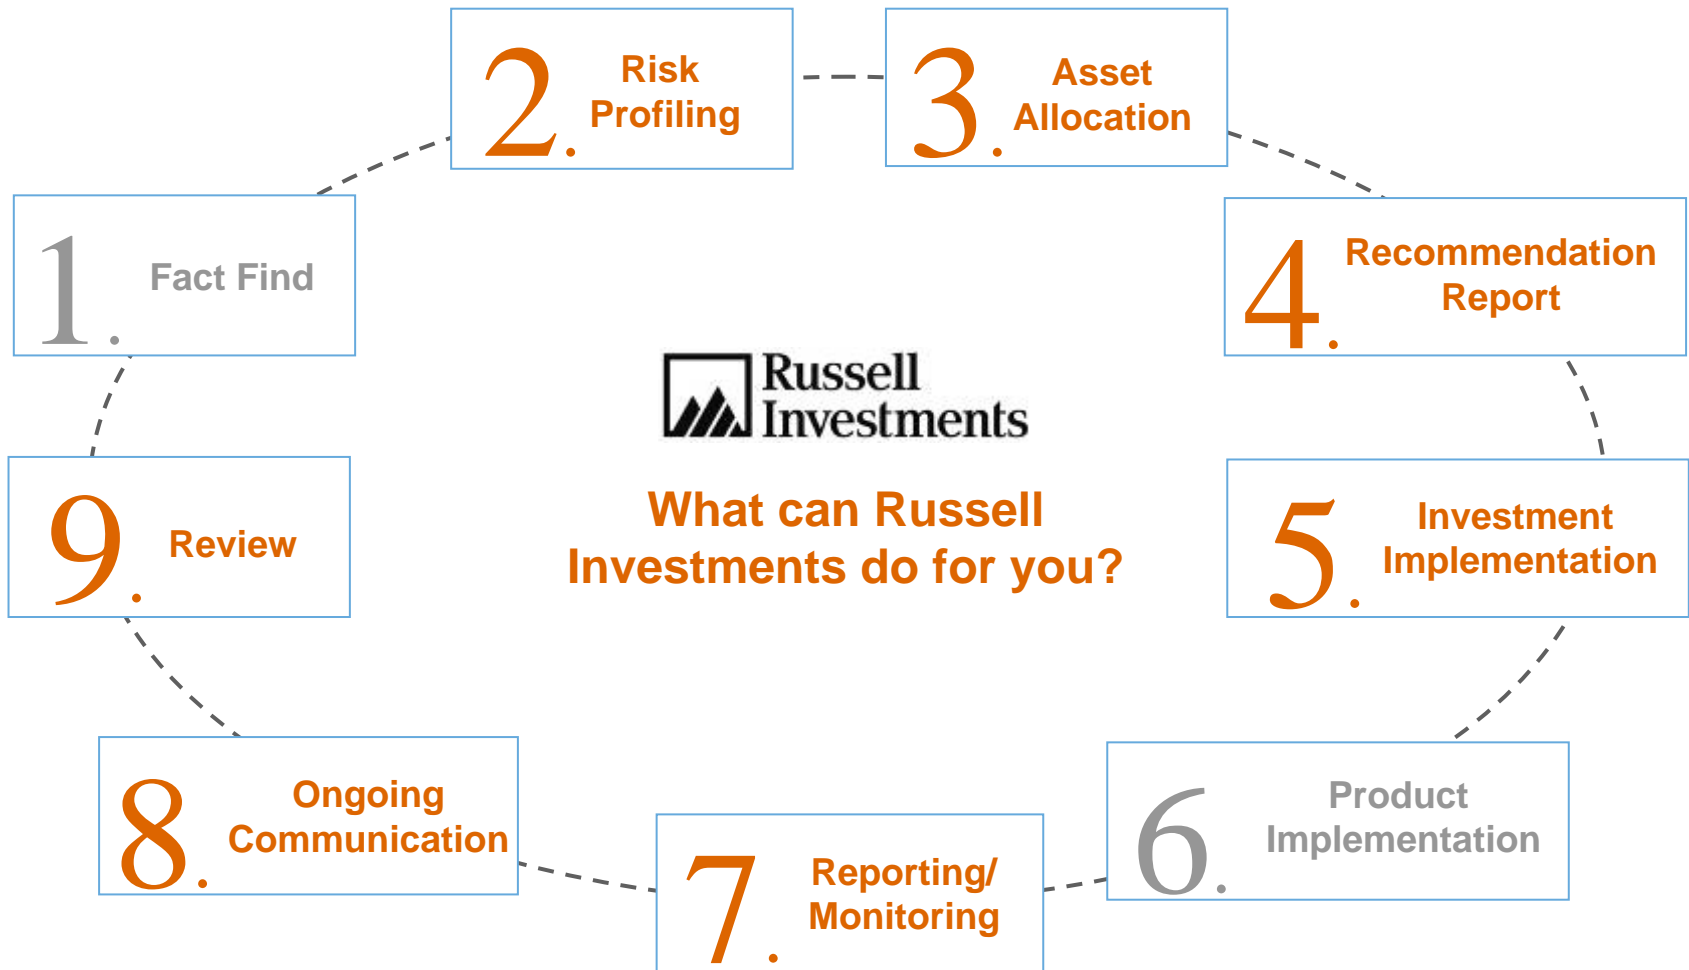 1. Fact Find
2. Risk
Profiling
3. Asset
Allocation
4. Recommendation
Report
5. Investment
Implementation
6. Product
Implementation
7. Reporting/
Monitoring
8. Ongoing
Communication
9. Review
Russell
Investments
What can Russell
Investments do for you?